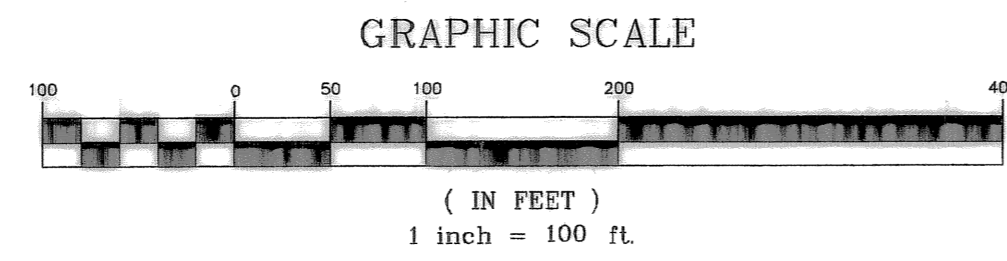 GRAPHIC SCALE
100 0 50 100 200 40
( IN FEET )
1 inch = 100 ft.